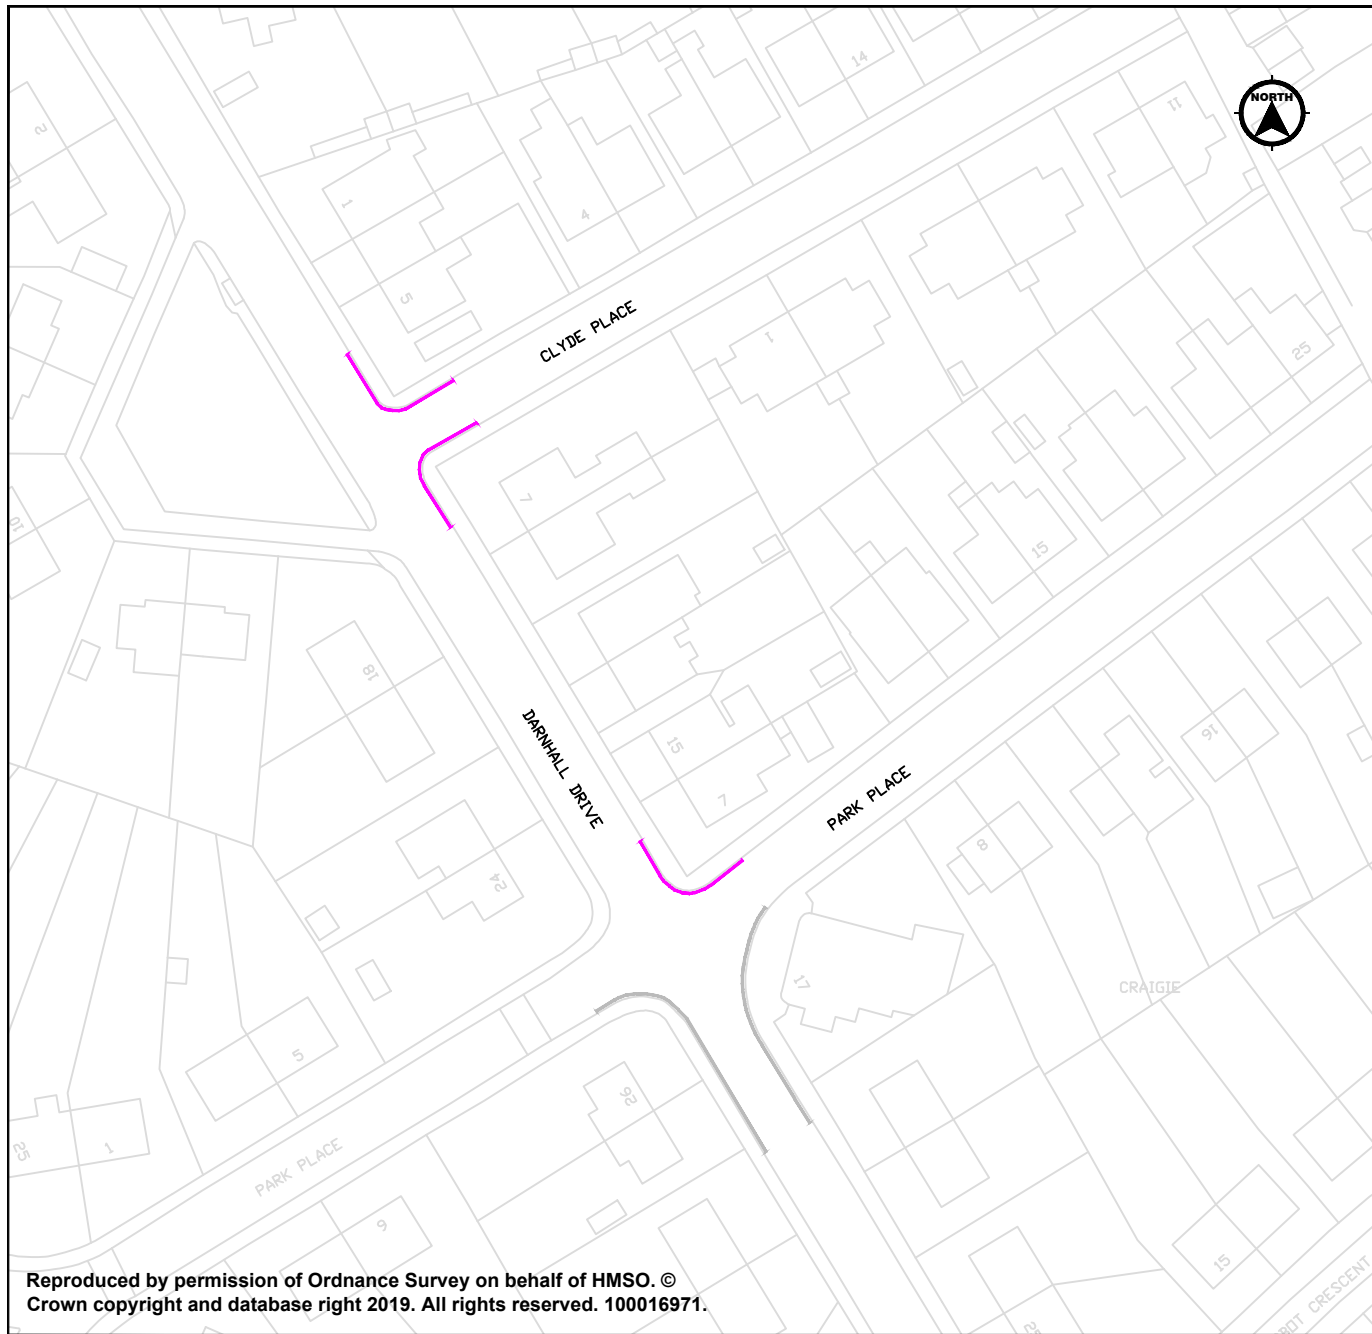 2
14
NORTH
11
1
4
5
CLYDE PLACE
1
25
7
10
15
18
DARNHALL DRIVE
15
7
PARK PLACE
16
8
24
17
CRAIGIE
5
26
25
1
PARK PLACE
9
15
Reproduced by permission of Ordnance Survey on behalf of HMSO. ©
Crown copyright and database right 2019. All rights reserved. 100016971.
CRESCENT